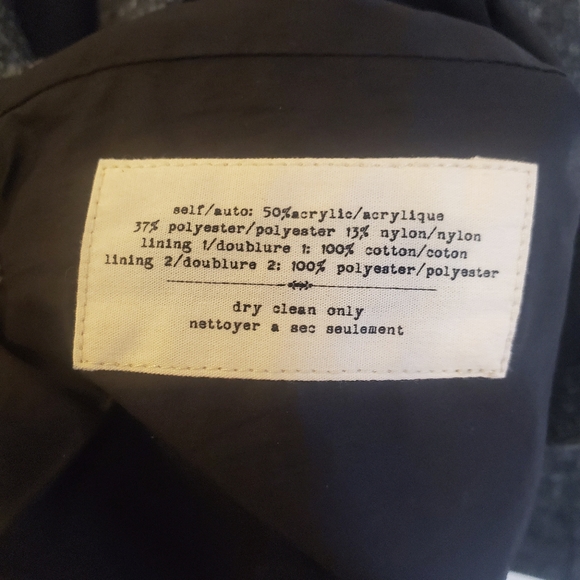 self/auto: 50%acrylic/acrylique
37% polyester/polyester 13% nylon/nylon
lining 1/doublure 1: 100% cotton/coton
lining 2/doublure 2: 100% polyester/polyester
dry clean only
nettoyer a sec seulement